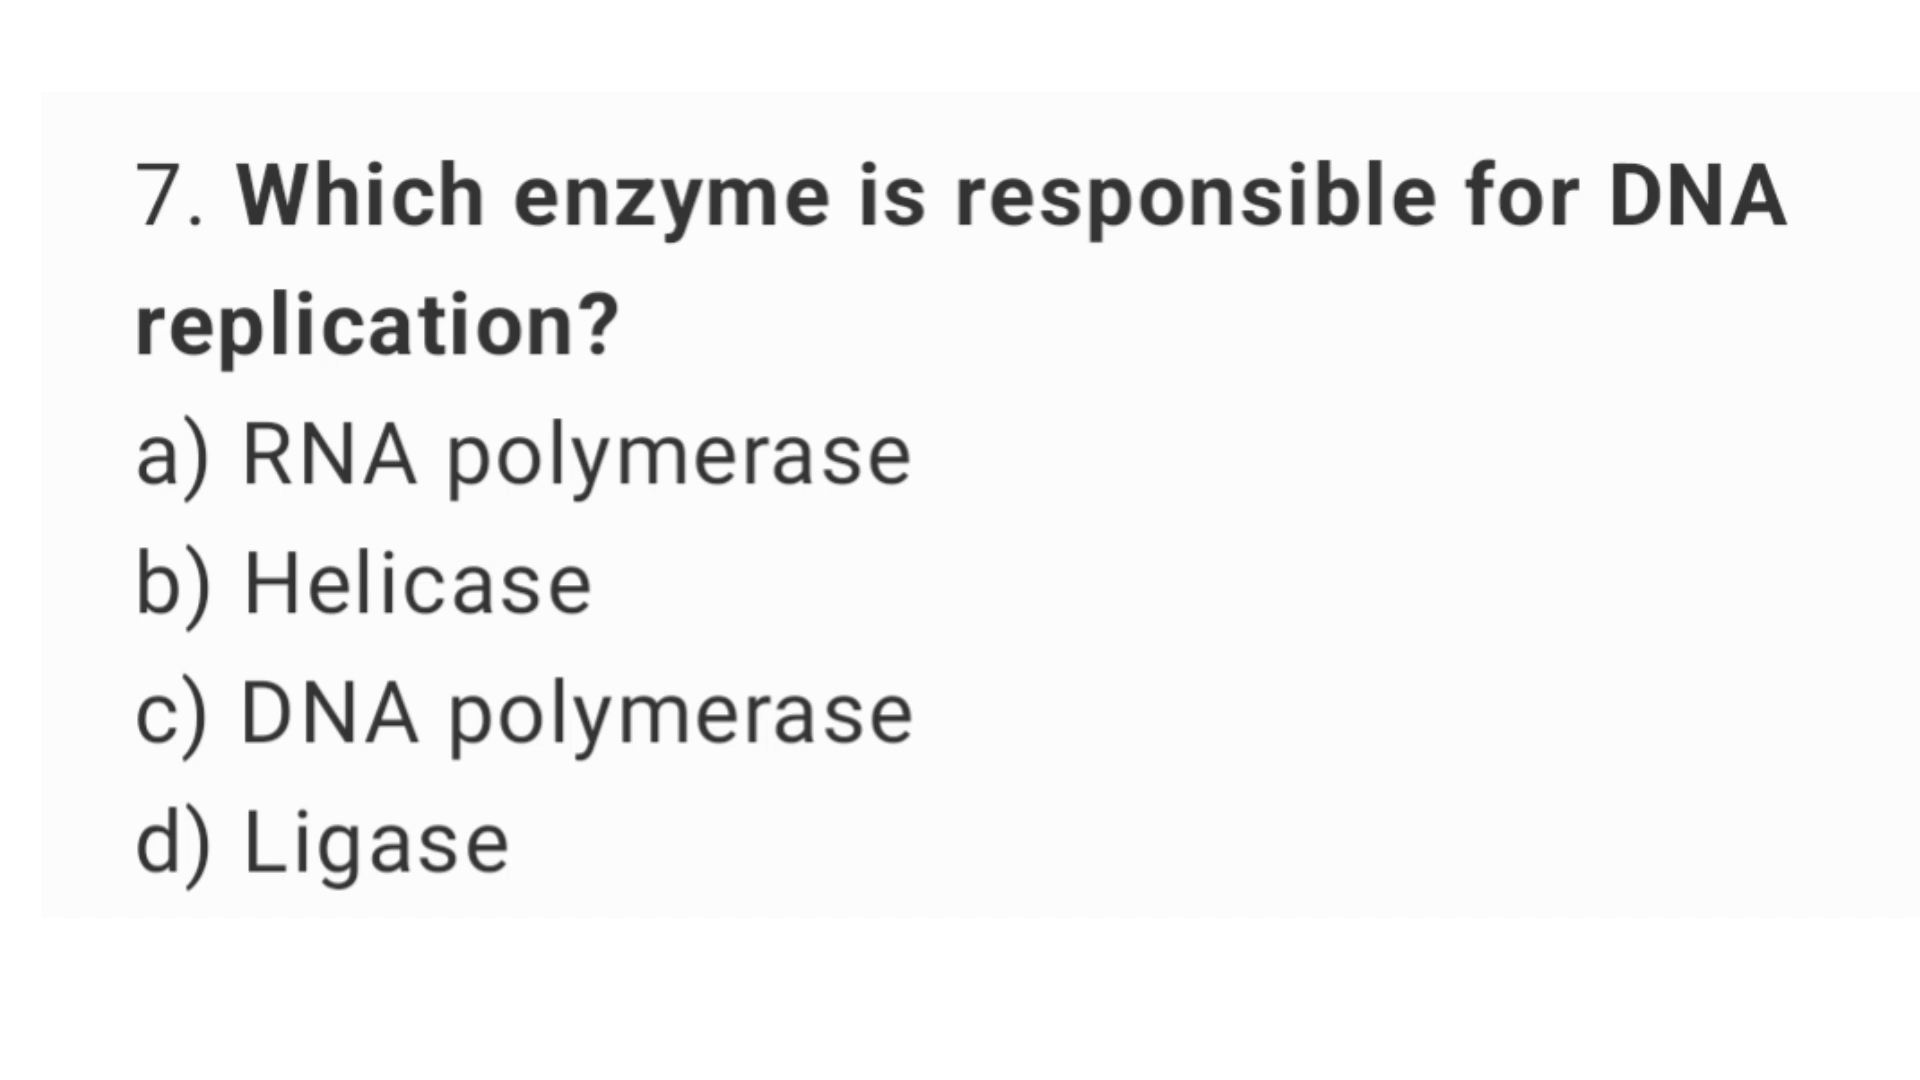 7. Which enzyme is responsible for DNA
replication?
a) RNA polymerase
b) Helicase
c) DNA polymerase
d) Ligase